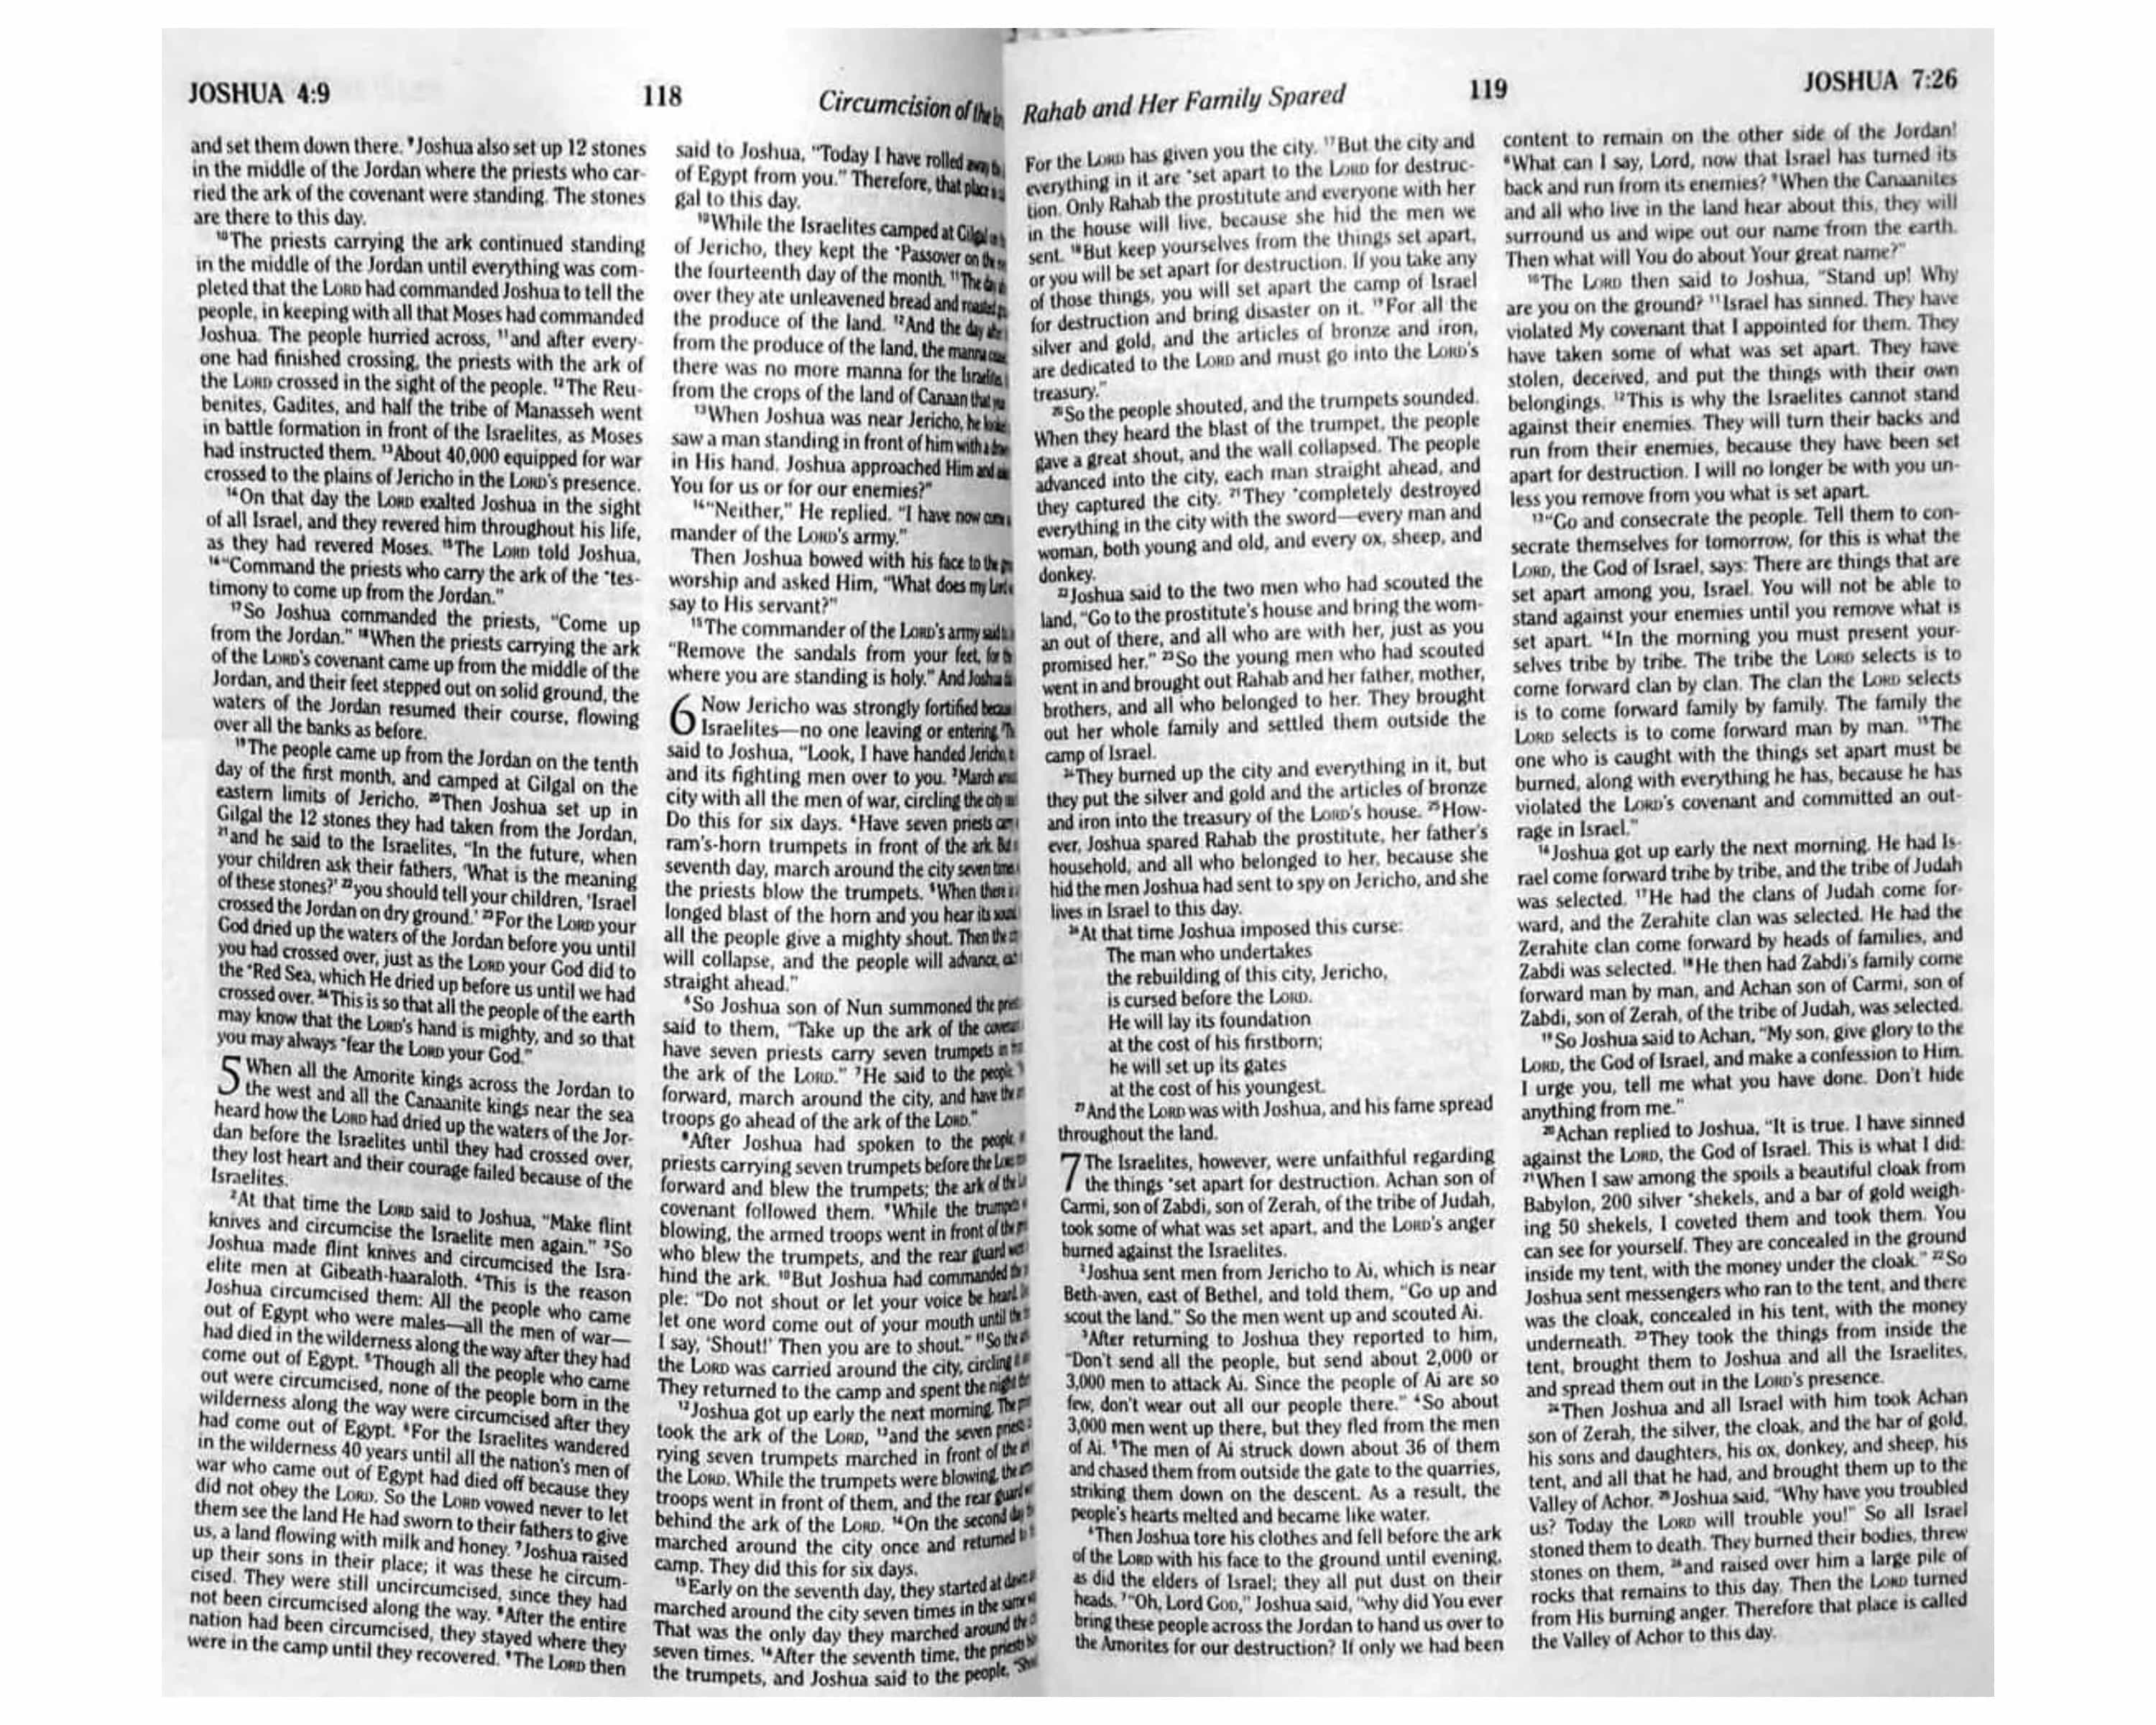 JOSHUA 4:9
118
Circumcision of the
and set them down there. ⁹Joshua also set up 12 stones
in the middle of the Jordan where the priests who car-
ried the ark of the covenant were standing. The stones
are there to this day.
¹⁰The priests carrying the ark continued standing
in the middle of the Jordan until everything was com-
pleted that the LORD had commanded Joshua to tell the
people, in keeping with all that Moses had commanded
Joshua. The people hurried across, ¹¹and after every-
one had finished crossing, the priests with the ark of
the LORD crossed in the sight of the people. ¹²The Reu-
benites, Gadites, and half the tribe of Manasseh went
in battle formation in front of the Israelites, as Moses
had instructed them. ¹³About 40,000 equipped for war
crossed to the plains of Jericho in the LORD's presence.
¹⁴On that day the LORD exalted Joshua in the sight
of all Israel, and they revered him throughout his life,
as they had revered Moses. ¹⁵The LORD told Joshua,
¹⁶"Command the priests who carry the ark of the *tes-
timony to come up from the Jordan."
¹⁷So Joshua commanded the priests, "Come up
from the Jordan." ¹⁸When the priests carrying the ark
of the LORD's covenant came up from the middle of the
Jordan, and their feet stepped out on solid ground, the
waters of the Jordan resumed their course, flowing
over all the banks as before.
¹⁹The people came up from the Jordan on the tenth
day of the first month, and camped at Gilgal on the
eastern limits of Jericho. ²⁰Then Joshua set up in
Gilgal the 12 stones they had taken from the Jordan,
²¹and he said to the Israelites, "In the future, when
your children ask their fathers, 'What is the meaning
of these stones?' ²²you should tell your children, 'Israel
crossed the Jordan on dry ground.' ²³For the LORD your
God dried up the waters of the Jordan before you until
you had crossed over, just as the LORD your God did to
the *Red Sea, which He dried up before us until we had
crossed over. ²⁴This is so that all the people of the earth
may know that the LORD's hand is mighty, and so that
you may always *fear the LORD your God."
5 When all the Amorite kings across the Jordan to
the west and all the Canaanite kings near the sea
heard how the LORD had dried up the waters of the Jor-
dan before the Israelites until they had crossed over,
they lost heart and their courage failed because of the
Israelites.
²At that time the LORD said to Joshua, "Make flint
knives and circumcise the Israelite men again." ³So
Joshua made flint knives and circumcised the Isra-
elite men at Gibeath-haaraloth. ⁴This is the reason
Joshua circumcised them: All the people who came
out of Egypt who were males—all the men of war—
had died in the wilderness along the way after they had
come out of Egypt. ⁵Though all the people who came
out were circumcised, none of the people born in the
wilderness along the way were circumcised after they
had come out of Egypt. ⁶For the Israelites wandered
in the wilderness 40 years until all the nation's men of
war who came out of Egypt had died off because they
did not obey the LORD. So the LORD vowed never to let
them see the land He had sworn to their fathers to give
us, a land flowing with milk and honey. ⁷Joshua raised
up their sons in their place; it was these he circum-
cised. They were still uncircumcised, since they had
not been circumcised along the way. ⁸After the entire
nation had been circumcised, they stayed where they
were in the camp until they recovered. ⁹The LORD then
said to Joshua, "Today I have rolled away
of Egypt from you." Therefore, that place
gal to this day.
¹⁰While the Israelites camped at Gilgal
of Jericho, they kept the *Passover on the
the fourteenth day of the month. ¹¹The day
over they ate unleavened bread and roasted
the produce of the land. ¹²And the day
from the produce of the land, the manna
there was no more manna for the Israelites
from the crops of the land of Canaan that
¹³When Joshua was near Jericho, he
saw a man standing in front of him with a
in His hand. Joshua approached Him and
You for us or for our enemies?"
¹⁴"Neither," He replied. "I have now
mander of the LORD's army."
Then Joshua bowed with his face to the
worship and asked Him, "What does my Lord
say to His servant?"
¹⁵The commander of the LORD's army said
"Remove the sandals from your feet, for
where you are standing is holy." And Joshua
6 Now Jericho was strongly fortified
Israelites—no one leaving or entering.
said to Joshua, "Look, I have handed Jericho,
and its fighting men over to you. ³March
city with all the men of war, circling the city
Do this for six days. ⁴Have seven priests
ram's-horn trumpets in front of the ark.
seventh day, march around the city seven
the priests blow the trumpets. ⁵When there
longed blast of the horn and you hear its
all the people give a mighty shout. Then the
will collapse, and the people will advance,
straight ahead."
⁶So Joshua son of Nun summoned the
said to them, "Take up the ark of the
have seven priests carry seven trumpets in
the ark of the LORD." ⁷He said to the people,
forward, march around the city, and have the
troops go ahead of the ark of the LORD."
⁸After Joshua had spoken to the people,
priests carrying seven trumpets before the
forward and blew the trumpets; the ark of the
covenant followed them. ⁹While the trumpets
blowing, the armed troops went in front of the
who blew the trumpets, and the rear guard
hind the ark. ¹⁰But Joshua had commanded
ple: "Do not shout or let your voice be heard.
let one word come out of your mouth until
I say, 'Shout!' Then you are to shout." ¹¹So the
the LORD was carried around the city, circling
They returned to the camp and spent the night
¹²Joshua got up early the next morning. The
took the ark of the LORD, ¹³and the seven
rying seven trumpets marched in front of the
the LORD. While the trumpets were blowing, the
troops went in front of them, and the rear guard
behind the ark of the LORD. ¹⁴On the second day
marched around the city once and returned
camp. They did this for six days.
¹⁵Early on the seventh day, they started at
marched around the city seven times in the same
That was the only day they marched around the
seven times. ¹⁶After the seventh time, the priests
the trumpets, and Joshua said to the people,
Rahab and Her Family Spared
119
JOSHUA 7:26
For the LORD has given you the city. ¹⁷But the city and
everything in it are *set apart to the LORD for destruc-
tion. Only Rahab the prostitute and everyone with her
in the house will live, because she hid the men we
sent. ¹⁸But keep yourselves from the things set apart,
or you will be set apart for destruction. If you take any
of those things, you will set apart the camp of Israel
for destruction and bring disaster on it. ¹⁹For all the
silver and gold, and the articles of bronze and iron,
are dedicated to the LORD and must go into the LORD's
treasury."
²⁰So the people shouted, and the trumpets sounded.
When they heard the blast of the trumpet, the people
gave a great shout, and the wall collapsed. The people
advanced into the city, each man straight ahead, and
they captured the city. ²¹They *completely destroyed
everything in the city with the sword—every man and
woman, both young and old, and every ox, sheep, and
donkey.
²²Joshua said to the two men who had scouted the
land, "Go to the prostitute's house and bring the wom-
an out of there, and all who are with her, just as you
promised her." ²³So the young men who had scouted
went in and brought out Rahab and her father, mother,
brothers, and all who belonged to her. They brought
out her whole family and settled them outside the
camp of Israel.
²⁴They burned up the city and everything in it, but
they put the silver and gold and the articles of bronze
and iron into the treasury of the LORD's house. ²⁵How-
ever, Joshua spared Rahab the prostitute, her father's
household, and all who belonged to her, because she
hid the men Joshua had sent to spy on Jericho, and she
lives in Israel to this day.
²⁶At that time Joshua imposed this curse:
The man who undertakes
the rebuilding of this city, Jericho,
is cursed before the LORD.
He will lay its foundation
at the cost of his firstborn;
he will set up its gates
at the cost of his youngest.
²⁷And the LORD was with Joshua, and his fame spread
throughout the land.
7 The Israelites, however, were unfaithful regarding
the things *set apart for destruction. Achan son of
Carmi, son of Zabdi, son of Zerah, of the tribe of Judah,
took some of what was set apart, and the LORD's anger
burned against the Israelites.
²Joshua sent men from Jericho to Ai, which is near
Beth-aven, east of Bethel, and told them, "Go up and
scout the land." So the men went up and scouted Ai.
³After returning to Joshua they reported to him,
"Don't send all the people, but send about 2,000 or
3,000 men to attack Ai. Since the people of Ai are so
few, don't wear out all our people there." ⁴So about
3,000 men went up there, but they fled from the men
of Ai. ⁵The men of Ai struck down about 36 of them
and chased them from outside the gate to the quarries,
striking them down on the descent. As a result, the
people's hearts melted and became like water.
⁶Then Joshua tore his clothes and fell before the ark
of the LORD with his face to the ground until evening,
as did the elders of Israel; they all put dust on their
heads. ⁷"Oh, Lord GOD," Joshua said, "why did You ever
bring these people across the Jordan to hand us over to
the Amorites for our destruction? If only we had been
content to remain on the other side of the Jordan!
⁸What can I say, Lord, now that Israel has turned its
back and run from its enemies? ⁹When the Canaanites
and all who live in the land hear about this, they will
surround us and wipe out our name from the earth.
Then what will You do about Your great name?"
¹⁰The LORD then said to Joshua, "Stand up! Why
are you on the ground? ¹¹Israel has sinned. They have
violated My covenant that I appointed for them. They
have taken some of what was set apart. They have
stolen, deceived, and put the things with their own
belongings. ¹²This is why the Israelites cannot stand
against their enemies. They will turn their backs and
run from their enemies, because they have been set
apart for destruction. I will no longer be with you un-
less you remove from you what is set apart.
¹³"Go and consecrate the people. Tell them to con-
secrate themselves for tomorrow, for this is what the
LORD, the God of Israel, says: There are things that are
set apart among you, Israel. You will not be able to
stand against your enemies until you remove what is
set apart. ¹⁴In the morning you must present your-
selves tribe by tribe. The tribe the LORD selects is to
come forward clan by clan. The clan the LORD selects
is to come forward family by family. The family the
LORD selects is to come forward man by man. ¹⁵The
one who is caught with the things set apart must be
burned, along with everything he has, because he has
violated the LORD's covenant and committed an out-
rage in Israel."
¹⁶Joshua got up early the next morning. He had Is-
rael come forward tribe by tribe, and the tribe of Judah
was selected. ¹⁷He had the clans of Judah come for-
ward, and the Zerahite clan was selected. He had the
Zerahite clan come forward by heads of families, and
Zabdi was selected. ¹⁸He then had Zabdi's family come
forward man by man, and Achan son of Carmi, son of
Zabdi, son of Zerah, of the tribe of Judah, was selected.
¹⁹So Joshua said to Achan, "My son, give glory to the
LORD, the God of Israel, and make a confession to Him.
I urge you, tell me what you have done. Don't hide
anything from me."
²⁰Achan replied to Joshua, "It is true. I have sinned
against the LORD, the God of Israel. This is what I did:
²¹When I saw among the spoils a beautiful cloak from
Babylon, 200 silver *shekels, and a bar of gold weigh-
ing 50 shekels, I coveted them and took them. You
can see for yourself. They are concealed in the ground
inside my tent, with the money under the cloak." ²²So
Joshua sent messengers who ran to the tent, and there
was the cloak, concealed in his tent, with the money
underneath. ²³They took the things from inside the
tent, brought them to Joshua and all the Israelites,
and spread them out in the LORD's presence.
²⁴Then Joshua and all Israel with him took Achan
son of Zerah, the silver, the cloak, and the bar of gold,
his sons and daughters, his ox, donkey, and sheep, his
tent, and all that he had, and brought them up to the
Valley of Achor. ²⁵Joshua said, "Why have you troubled
us? Today the LORD will trouble you!" So all Israel
stoned them to death. They burned their bodies, threw
stones on them, ²⁶and raised over him a large pile of
rocks that remains to this day. Then the LORD turned
from His burning anger. Therefore that place is called
the Valley of Achor to this day.